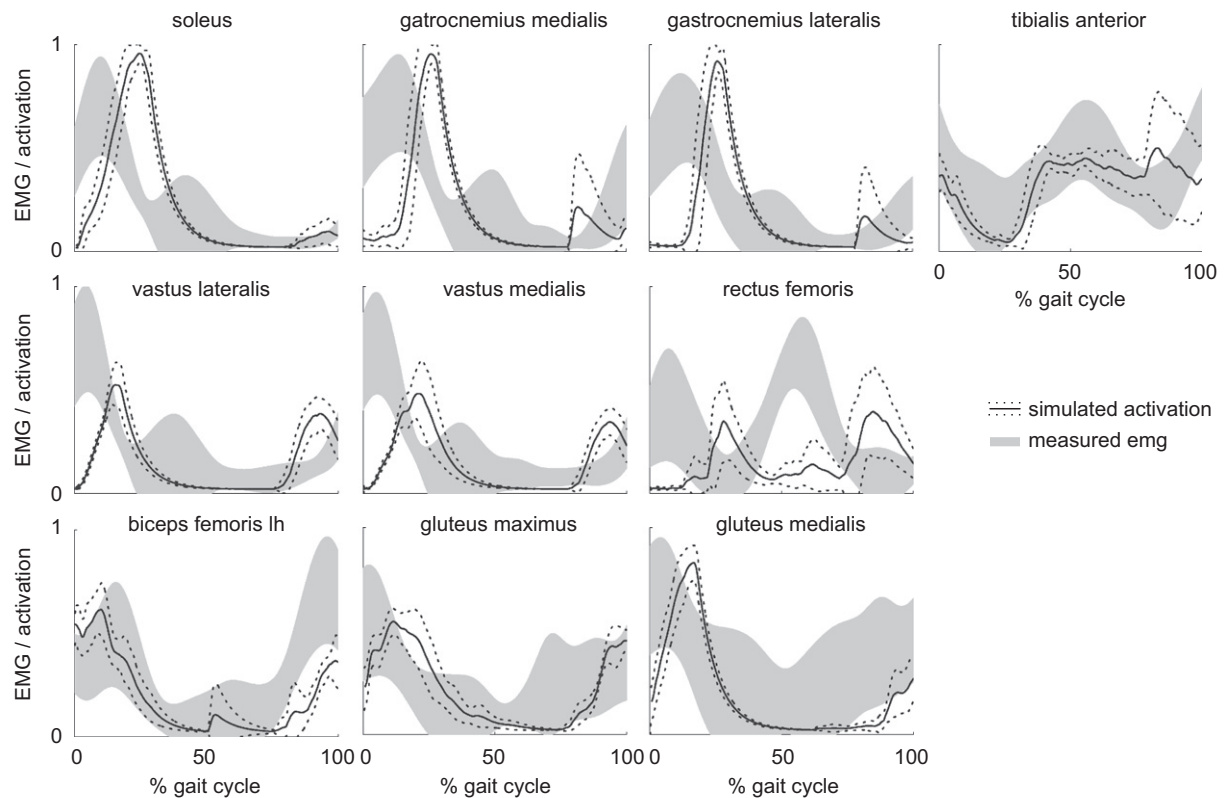 soleus
gatrocnemius medialis
gastrocnemius lateralis
tibialis anterior
1
EMG / activation
0
0 50 100
% gait cycle
vastus lateralis
vastus medialis
rectus femoris
1
EMG / activation
0
simulated activation
measured emg
biceps femoris lh
gluteus maximus
gluteus medialis
1
EMG / activation
0
0 50 100
0 50 100
0 50 100
% gait cycle
% gait cycle
% gait cycle